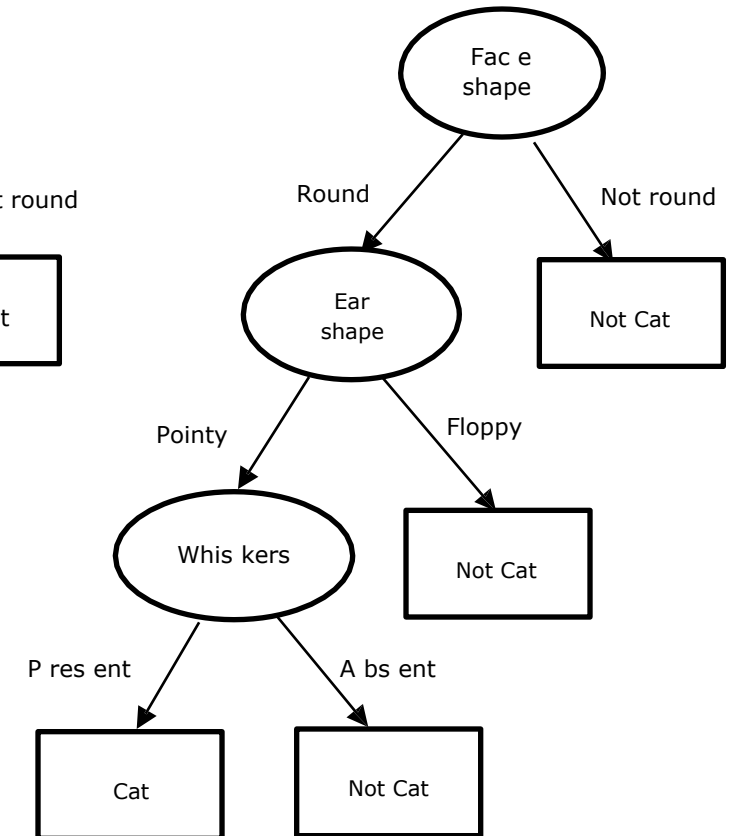 Fac e
shape
t round
Round
Not round
t
Ear
shape
Not Cat
Pointy
Floppy
Whis kers
Not Cat
P res ent
A bs ent
Cat
Not Cat